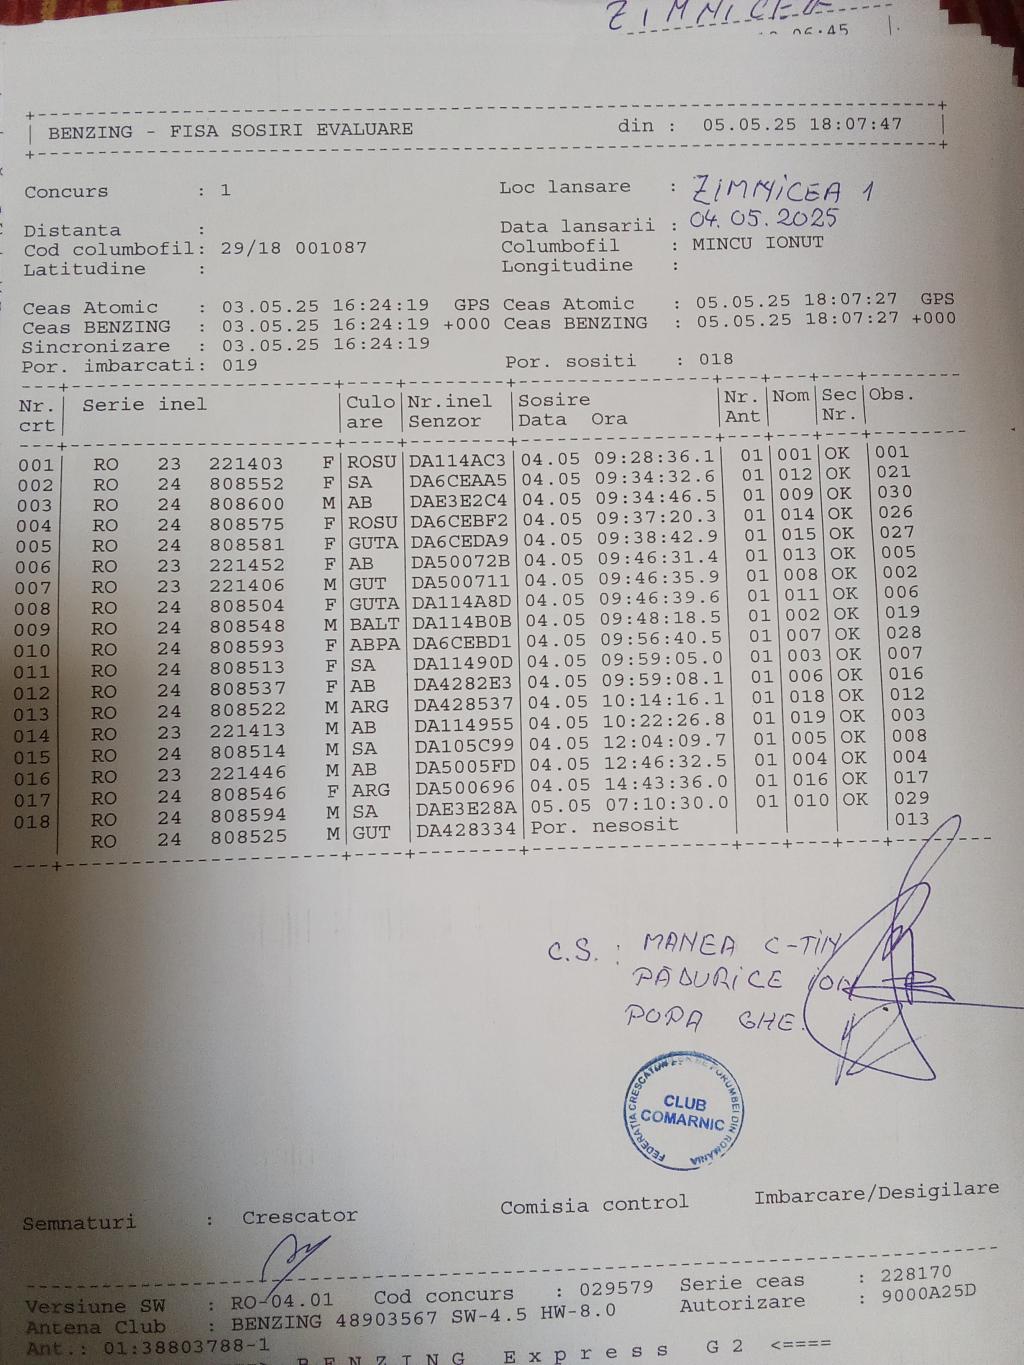 ZIMNICEA
06:45
BENZING - FISA SOSIRI EVALUARE din : 05.05.25 18:07:47
Concurs : 1 Loc lansare : ZIMNICEA 1
Distanta : Data lansarii : 04.05.2025
Cod columbofil: 29/18 001087 Columbofil : MINCU IONUT
Latitudine : Longitudine :
Ceas Atomic : 03.05.25 16:24:19 GPS Ceas Atomic : 05.05.25 18:07:27 GPS
Ceas BENZING : 03.05.25 16:24:19 +000 Ceas BENZING : 05.05.25 18:07:27 +000
Sincronizare : 03.05.25 16:24:19
Por. imbarcati: 019 Por. sositi : 018
Nr. Serie inel Culo Nr.inel Sosire Nr. Nom Sec Obs.
crt are Senzor Data Ora Ant Nr.
001 RO 23 221403 F ROSU DA114AC3 04.05 09:28:36.1 01 001 OK 001
002 RO 24 808552 F SA DA6CEAA5 04.05 09:34:32.6 01 012 OK 021
003 RO 24 808600 M AB DAE3E2C4 04.05 09:34:46.5 01 009 OK 030
004 RO 24 808575 F ROSU DA6CEBF2 04.05 09:37:20.3 01 014 OK 026
005 RO 24 808581 F GUTA DA6CEDA9 04.05 09:38:42.9 01 015 OK 027
006 RO 23 221452 F AB DA50072B 04.05 09:46:31.4 01 013 OK 005
007 RO 23 221406 M GUT DA500711 04.05 09:46:35.9 01 008 OK 002
008 RO 24 808504 F GUTA DA114A8D 04.05 09:46:39.6 01 011 OK 006
009 RO 24 808548 M BALT DA114B0B 04.05 09:48:18.5 01 002 OK 019
010 RO 24 808593 F ABPA DA6CEBD1 04.05 09:56:40.5 01 007 OK 028
011 RO 24 808513 F SA DA11490D 04.05 09:59:05.0 01 003 OK 007
012 RO 24 808537 F AB DA4282E3 04.05 09:59:08.1 01 006 OK 016
013 RO 24 808522 M ARG DA428537 04.05 10:14:16.1 01 018 OK 012
014 RO 23 221413 M AB DA114955 04.05 10:22:26.8 01 019 OK 003
015 RO 24 808514 M SA DA105C99 04.05 12:04:09.7 01 005 OK 008
016 RO 23 221446 M AB DA5005FD 04.05 12:46:32.5 01 004 OK 004
017 RO 24 808546 F ARG DA500696 04.05 14:43:36.0 01 016 OK 017
018 RO 24 808594 M SA DAE3E28A 05.05 07:10:30.0 01 010 OK 029
RO 24 808525 M GUT DA428334 Por. nesosit 013
C.S. : MANEA C-TIN
PĂDURICE ION
POPA GHE.
FEDERATIA CRESCATORILOR DE PORUMBEI DIN ROMANIA
CLUB
COMARNIC
Semnaturi : Crescator Comisia control Imbarcare/Desigilare
Versiune SW : RO-04.01 Cod concurs : 029579 Serie ceas : 228170
Antena Club : BENZING 48903567 SW-4.5 HW-8.0 Autorizare : 9000A25D
Ant.: 01:38803788-1
BENZING Express G2 <====